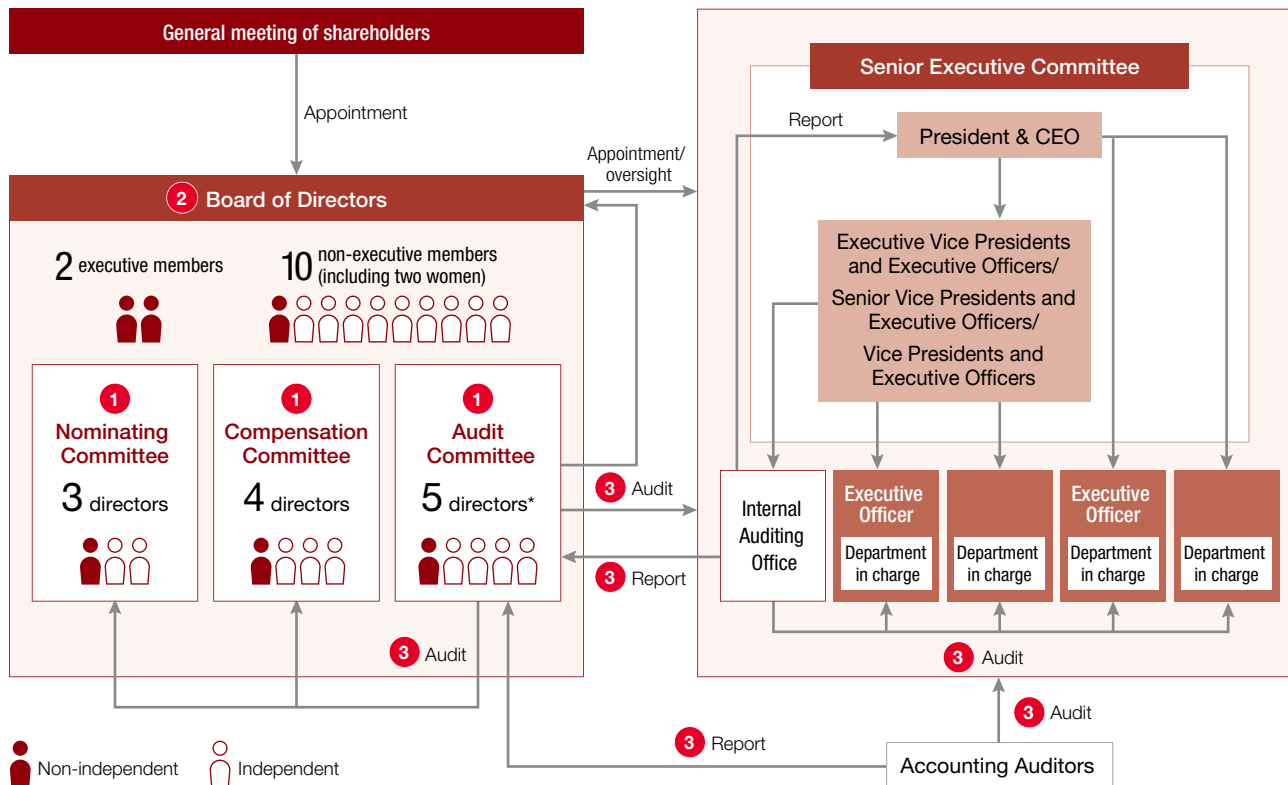 General meeting of shareholders
Appointment
2 Board of Directors
2 executive members
10 non-executive members
(including two women)
1
Nominating
Committee
3 directors
1
Compensation
Committee
4 directors
1
Audit
Committee
5 directors*
3 Audit
Non-independent
Independent
Appointment/
oversight
3 Audit
3 Report
Senior Executive Committee
Report
President & CEO
Executive Vice Presidents
and Executive Officers/
Senior Vice Presidents and
Executive Officers/
Vice Presidents and
Executive Officers
Internal
Auditing
Office
Executive
Officer
Department
in charge
Department
in charge
Executive
Officer
Department
in charge
Department
in charge
3 Audit
3 Audit
3 Report
Accounting Auditors